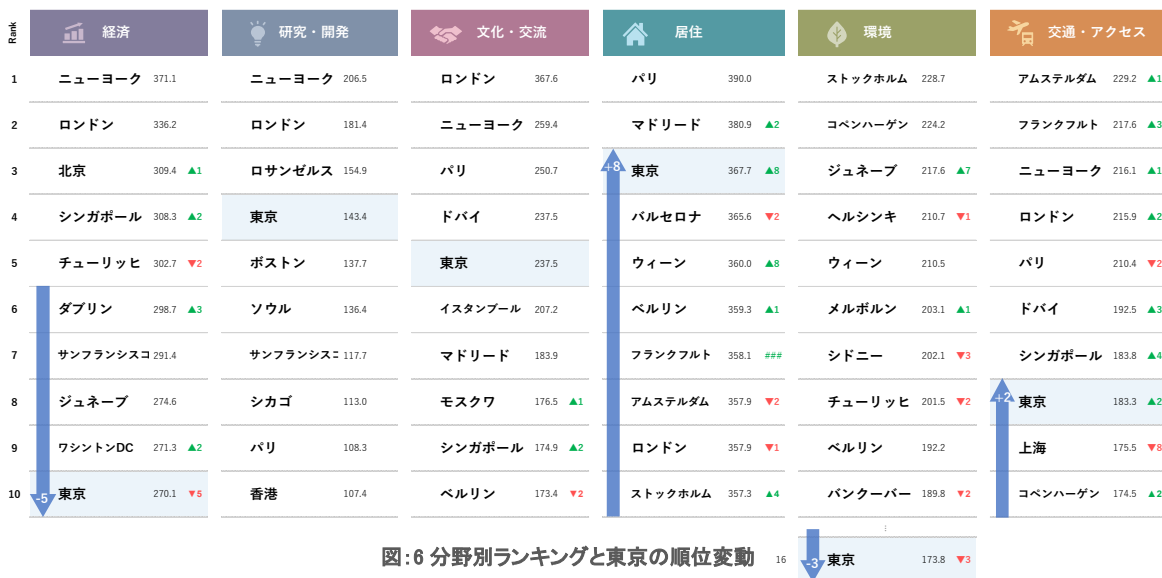 Rank 経済 研究・開発 文化・交流 居住 環境 交通・アクセス
1 ニューヨーク 371.1 ニューヨーク 206.5 ロンドン 367.6 パリ 390.0 ストックホルム 228.7 アムステルダム 229.2 ▲1
2 ロンドン 336.2 ロンドン 181.4 ニューヨーク 259.4 マドリード 380.9 ▲2 コペンハーゲン 224.2 フランクフルト 217.6 ▲3
3 北京 309.4 ▲1 ロサンゼルス 154.9 パリ 250.7 +8 東京 367.7 ▲8 ジュネーブ 217.6 ▲7 ニューヨーク 216.1 ▲1
4 シンガポール 308.3 ▲2 東京 143.4 ドバイ 237.5 バルセロナ 365.6 ▼2 ヘルシンキ 210.7 ▼1 ロンドン 215.9 ▲2
5 チューリッヒ 302.7 ▼2 ボストン 137.7 東京 237.5 ウィーン 360.0 ▲8 ウィーン 210.5 パリ 210.4 ▼2
6 ダブリン 298.7 ▲3 ソウル 136.4 イスタンブール 207.2 ベルリン 359.3 ▲1 メルボルン 203.1 ▲1 ドバイ 192.5 ▲3
7 サンフランシスコ 291.4 サンフランシスコ 117.7 マドリード 183.9 フランクフルト 358.1 ### シドニー 202.1 ▼3 シンガポール 183.8 ▲4
8 ジュネーブ 274.6 シカゴ 113.0 モスクワ 176.5 ▲1 アムステルダム 357.9 ▼2 チューリッヒ 201.5 ▼2 +2 東京 183.3 ▲2
9 ワシントンDC 271.3 ▲2 パリ 108.3 シンガポール 174.9 ▲2 ロンドン 357.9 ▼1 ベルリン 192.2 上海 175.5 ▼8
10 -5 東京 270.1 ▼5 香港 107.4 ベルリン 173.4 ▼2 ストックホルム 357.3 ▲4 バンクーバー 189.8 ▼2 コペンハーゲン 174.5 ▲2
⋮
図:6 分野別ランキングと東京の順位変動 16 -3 東京 173.8 ▼3